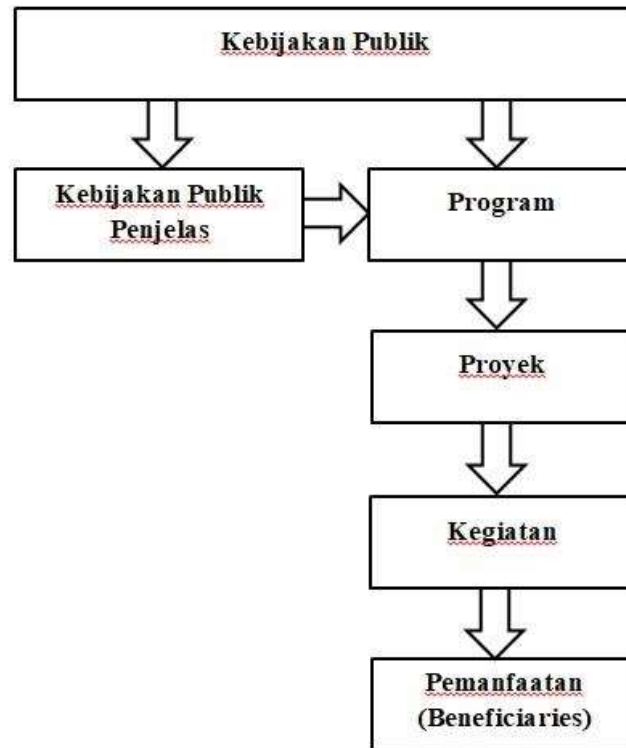 Kebijakan Publik
Kebijakan Publik
Penjelas
Program
Proyek
Kegiatan
Pemanfaatan
(Beneficiaries)